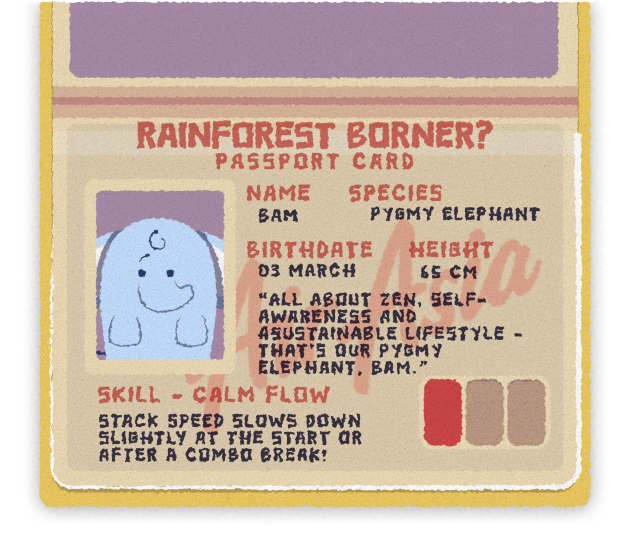 RAINFOREST BORNER?
PASSPORT CARD
NAME SPECIES
BAM PYGMY ELEPHANT
BIRTHDATE HEIGHT
03 MARCH 65 CM
"ALL ABOUT ZEN, SELF-
AWARENESS AND
ASUSTAINABLE LIFESTYLE -
THAT'S OUR PYGMY
ELEPHANT, BAM."
Air Asia
SKILL - CALM FLOW
STACK SPEED SLOWS DOWN
SLIGHTLY AT THE START OR
AFTER A COMBO BREAK!